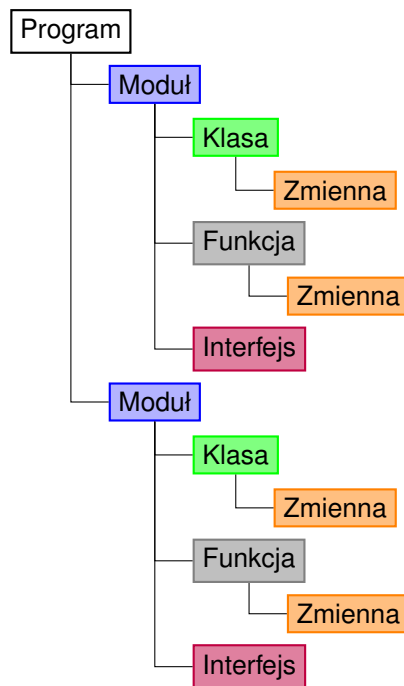 Program
Moduł
Klasa
Zmienna
Funkcja
Zmienna
Interfejs
Moduł
Klasa
Zmienna
Funkcja
Zmienna
Interfejs